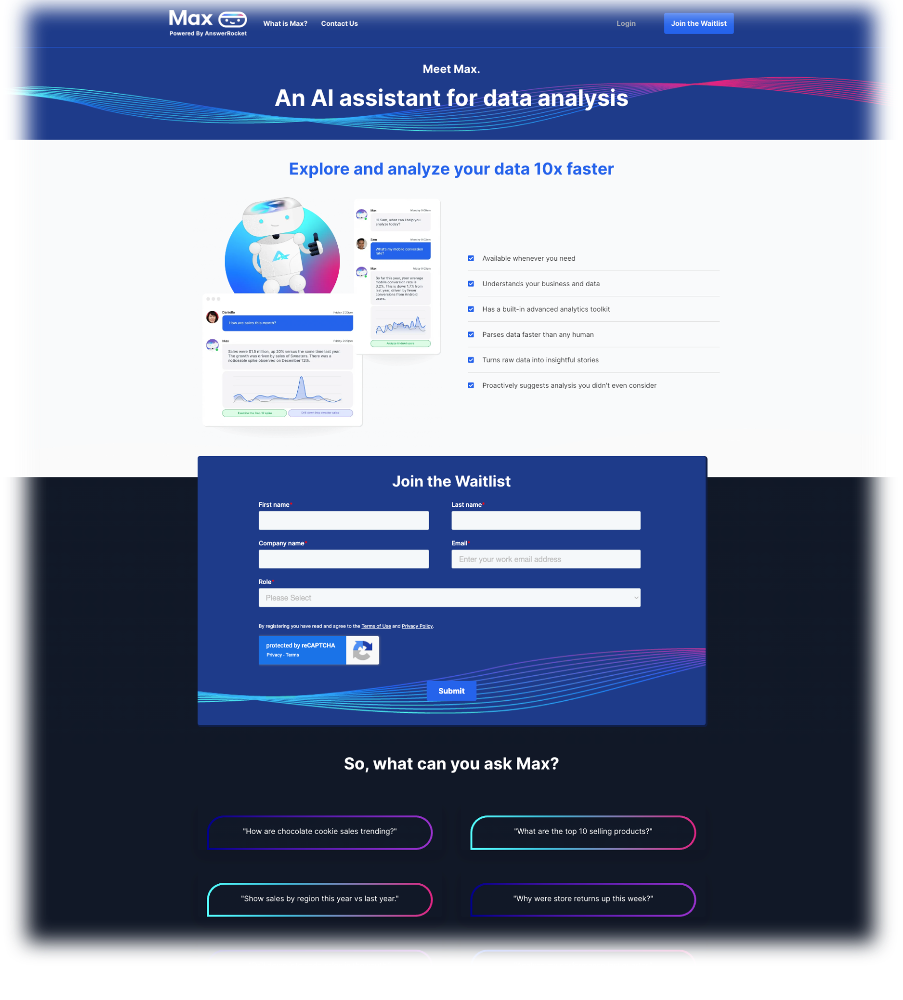 Max
Powered By AnswerRocket
What is Max?
Contact Us
Login
Join the Waitlist
Meet Max.
An AI assistant for data analysis
Explore and analyze your data 10x faster
Max
Monday 9:03am
Hi Sam, what can I help you
analyze today?
Sam
Monday 9:03am
What's my mobile conversion
rate?
Max
Friday 9:03am
So far this year, your average
mobile conversion rate is
3.2%. This is down 1.7% from
last year, driven by fewer
conversions from Android
users.
Analyze Android users
Danielle
Friday 2:20pm
How are sales this month?
Max
Friday 2:20pm
Sales were $1.5 million, up 20% versus the same time last year.
The growth was driven by sales of Sweaters. There was a
noticeable spike observed on December 12th.
Examine the Dec. 12 spike
Drill down into sweater sales
Available whenever you need
Understands your business and data
Has a built-in advanced analytics toolkit
Parses data faster than any human
Turns raw data into insightful stories
Proactively suggests analysis you didn't even consider
Join the Waitlist
First name*
Last name*
Company name*
Email*
Enter your work email address
Role*
Please Select
By registering you have read and agree to the Terms of Use and Privacy Policy.
protected by reCAPTCHA
Privacy - Terms
Submit
So, what can you ask Max?
"How are chocolate cookie sales trending?"
"What are the top 10 selling products?"
"Show sales by region this year vs last year."
"Why were store returns up this week?"